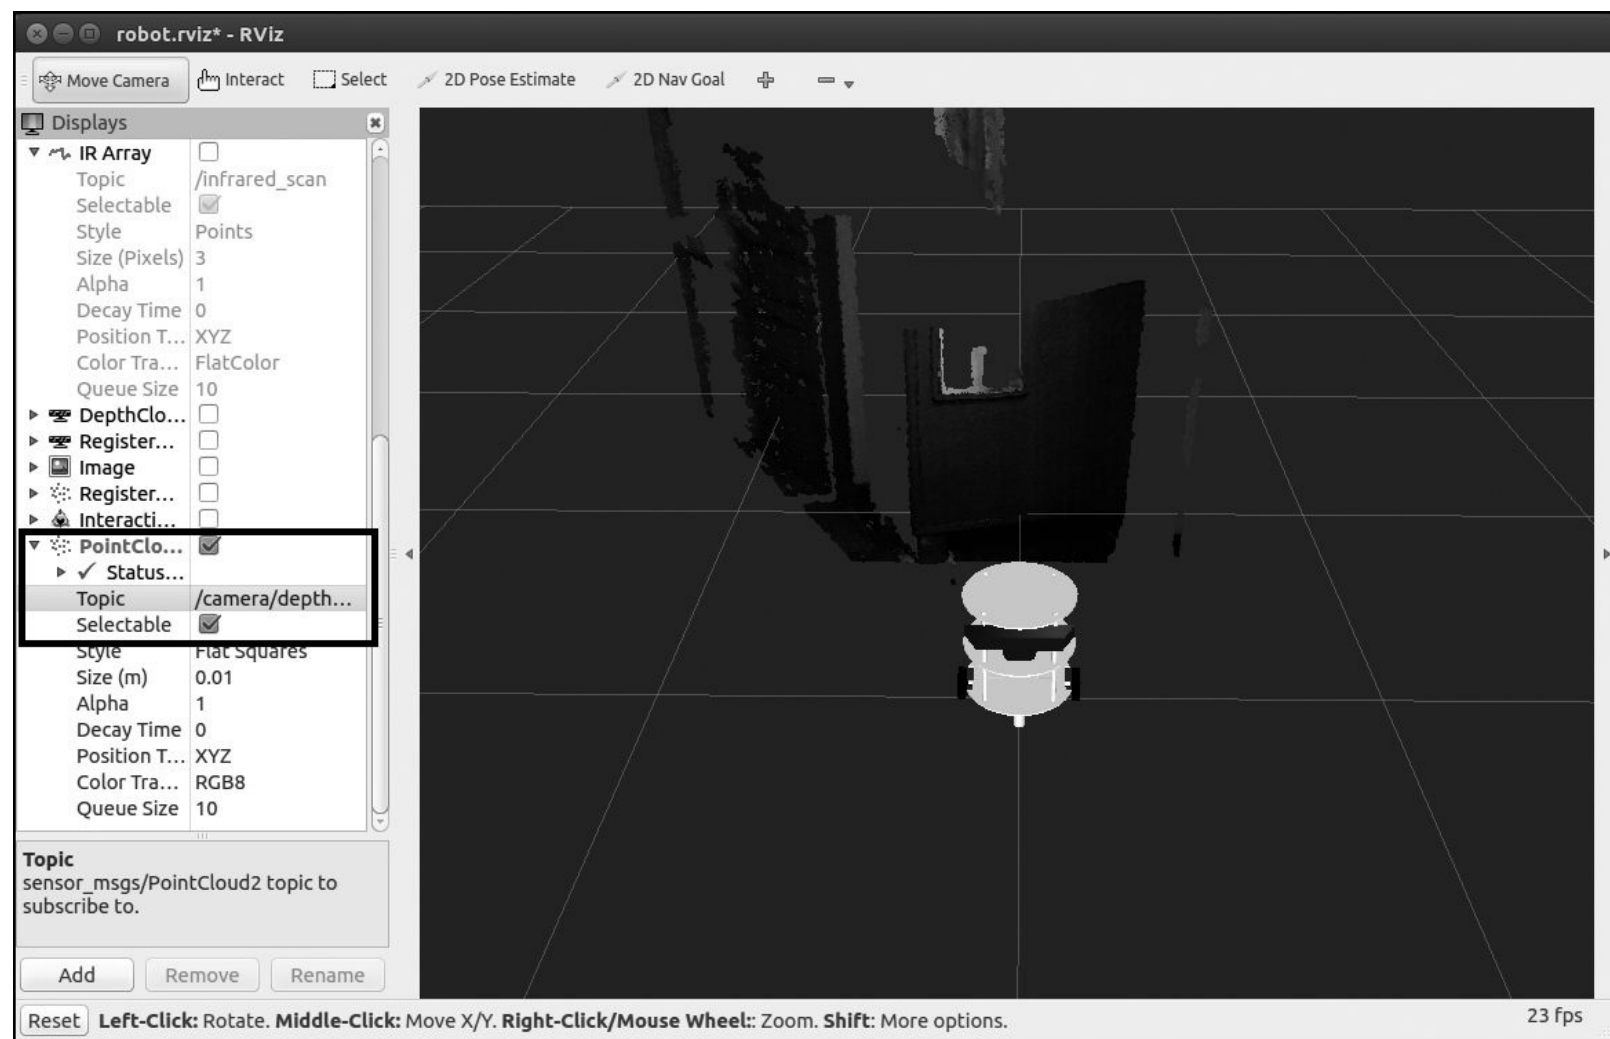 robot.rviz* - RViz
Move Camera Interact Select 2D Pose Estimate 2D Nav Goal
Displays
IR Array
Topic /infrared_scan
Selectable
Style Points
Size (Pixels) 3
Alpha 1
Decay Time 0
Position T... XYZ
Color Tra... FlatColor
Queue Size 10
DepthClo...
Register...
Image
Register...
Interacti...
PointClo...
Status...
Topic /camera/depth...
Selectable
Style Flat Squares
Size (m) 0.01
Alpha 1
Decay Time 0
Position T... XYZ
Color Tra... RGB8
Queue Size 10
Topic
sensor_msgs/PointCloud2 topic to
subscribe to.
Add Remove Rename
Reset Left-Click: Rotate. Middle-Click: Move X/Y. Right-Click/Mouse Wheel:: Zoom. Shift: More options. 23 fps